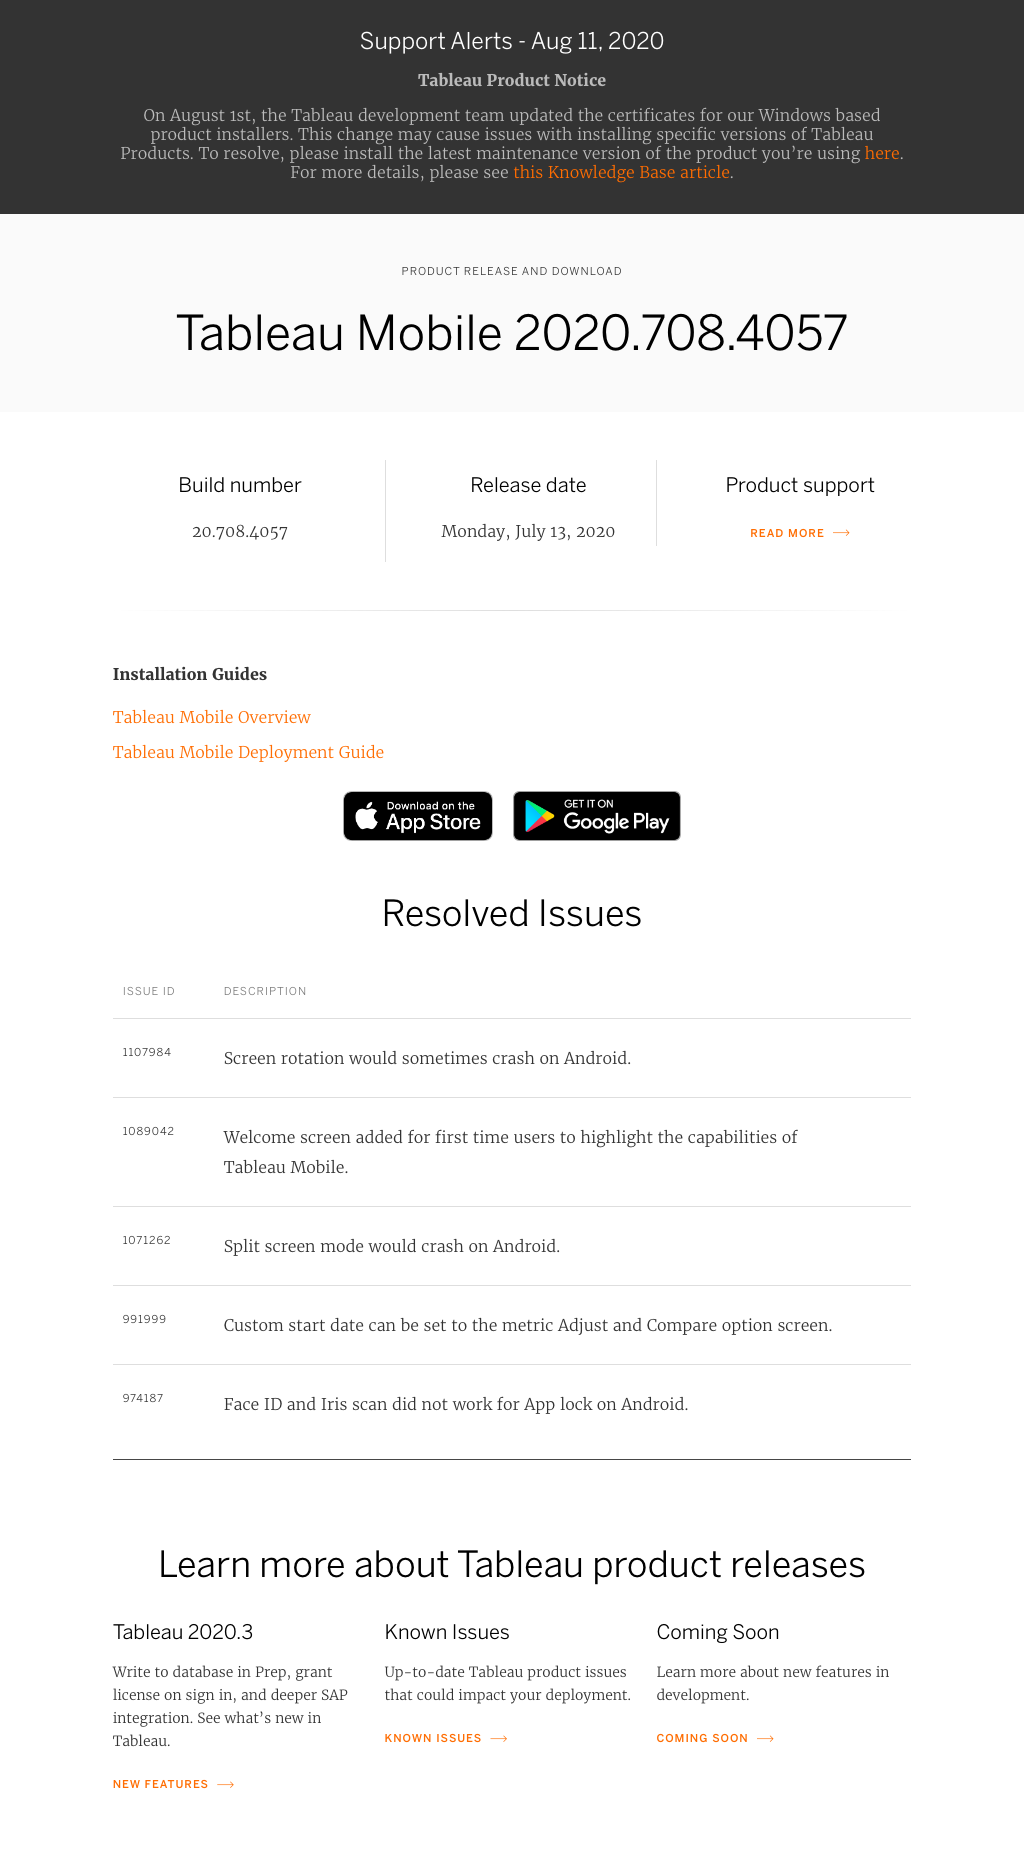 Support Alerts - Aug 11, 2020
Tableau Product Notice
On August 1st, the Tableau development team updated the certificates for our Windows based
product installers. This change may cause issues with installing specific versions of Tableau
Products. To resolve, please install the latest maintenance version of the product you’re using here.
For more details, please see this Knowledge Base article.
PRODUCT RELEASE AND DOWNLOAD
Tableau Mobile 2020.708.4057
Build number
20.708.4057
Release date
Monday, July 13, 2020
Product support
READ MORE
Installation Guides
Tableau Mobile Overview
Tableau Mobile Deployment Guide
Download on the
App Store
GET IT ON
Google Play
Resolved Issues
ISSUE ID DESCRIPTION
1107984 Screen rotation would sometimes crash on Android.
1089042 Welcome screen added for first time users to highlight the capabilities of
Tableau Mobile.
1071262 Split screen mode would crash on Android.
991999 Custom start date can be set to the metric Adjust and Compare option screen.
974187 Face ID and Iris scan did not work for App lock on Android.
Learn more about Tableau product releases
Tableau 2020.3
Write to database in Prep, grant
license on sign in, and deeper SAP
integration. See what’s new in
Tableau.
NEW FEATURES
Known Issues
Up-to-date Tableau product issues
that could impact your deployment.
KNOWN ISSUES
Coming Soon
Learn more about new features in
development.
COMING SOON